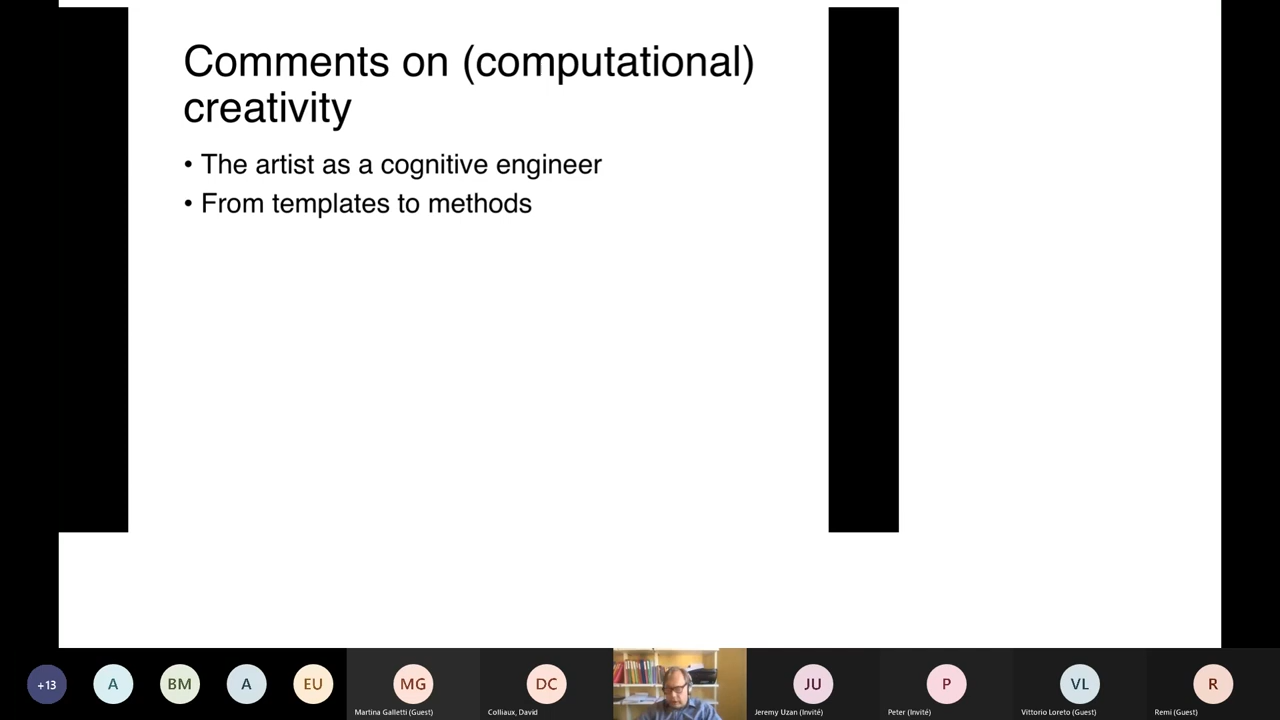 Comments on (computational)
creativity
• The artist as a cognitive engineer
• From templates to methods
+13
A
BM
A
EU
MG
Martina Galletti (Guest)
DC
Colliaux, David
JU
Jeremy Uzan (Invité)
P
Peter (Invité)
VL
Vittorio Loreto (Guest)
R
Remi (Guest)